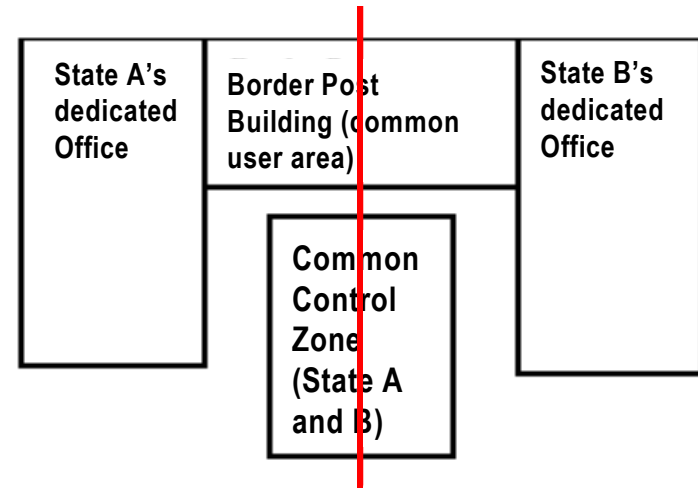 State A's
dedicated
Office
Border Post
Building (common
user area)
State B's
dedicated
Office
Common
Control
Zone
(State A
and B)